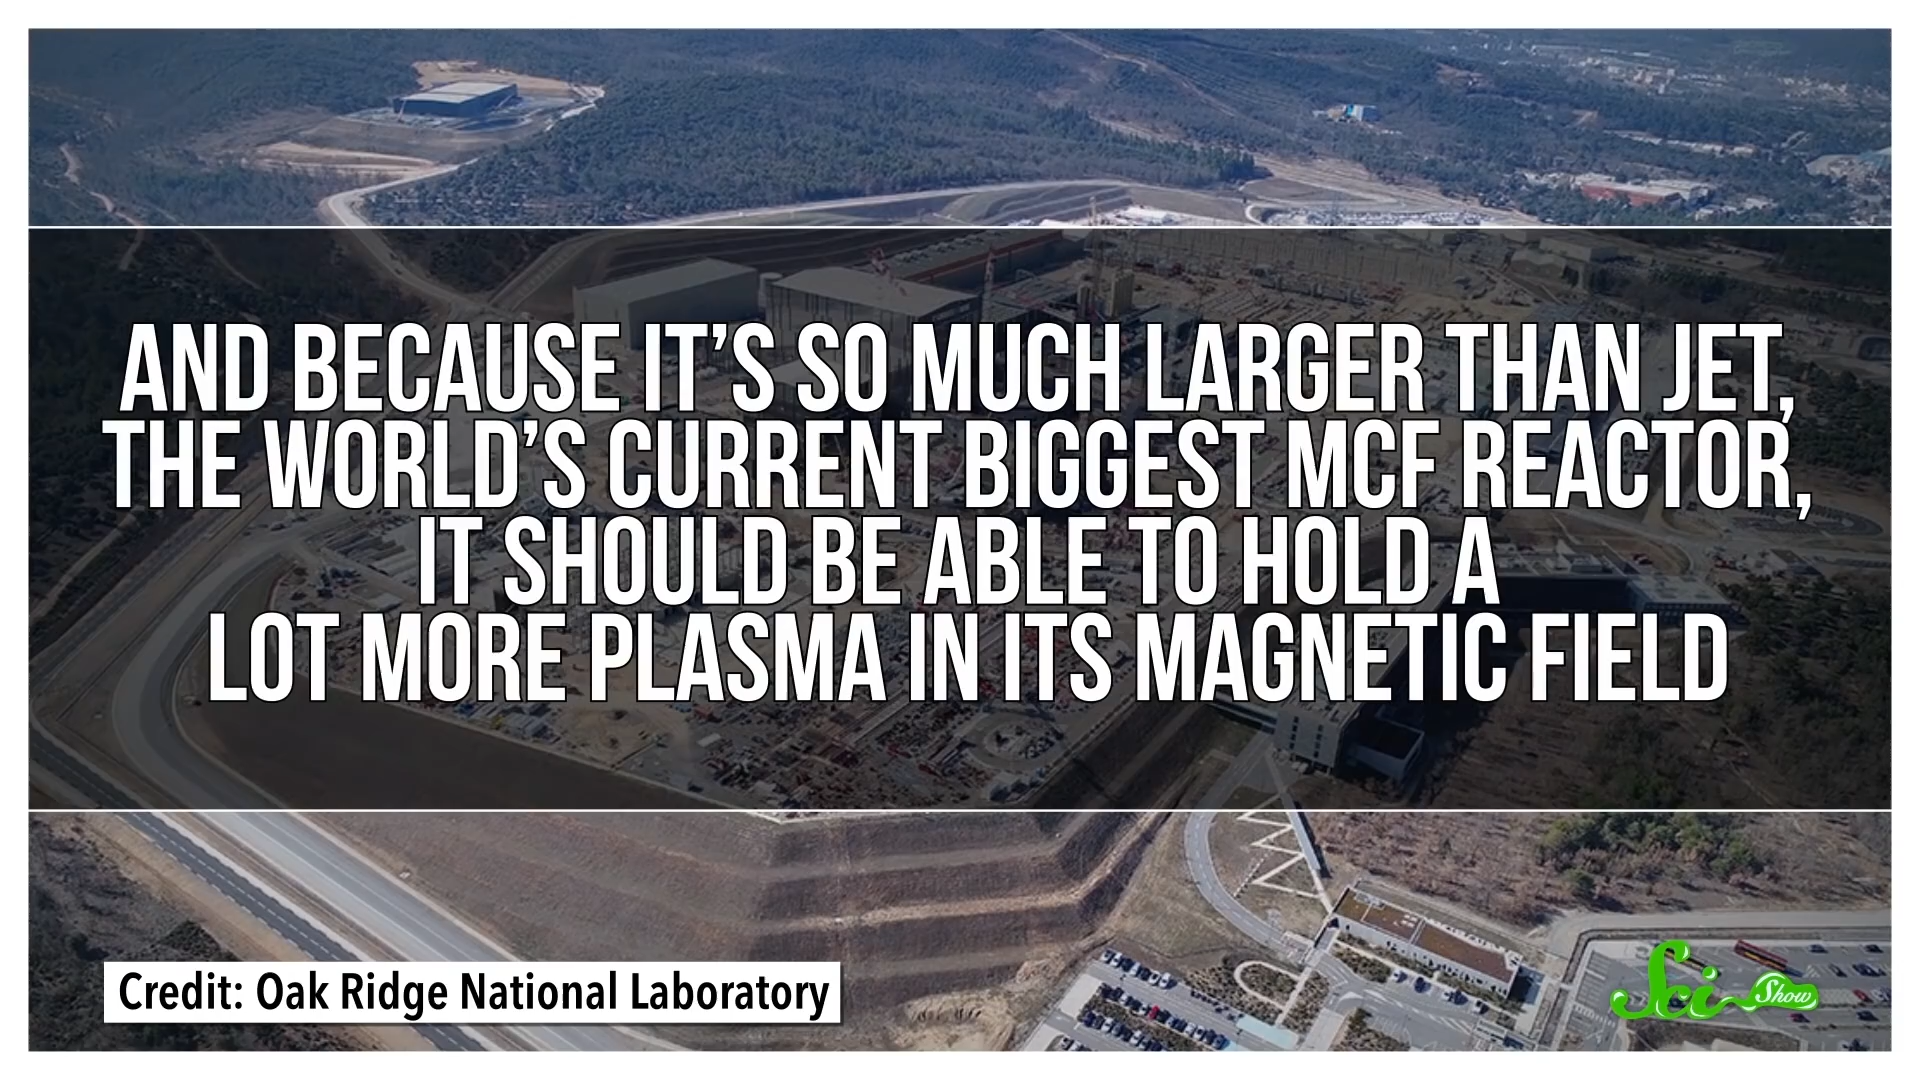 AND BECAUSE IT'S SO MUCH LARGER THAN JET,
THE WORLD'S CURRENT BIGGEST MCF REACTOR,
IT SHOULD BE ABLE TO HOLD A
LOT MORE PLASMA IN ITS MAGNETIC FIELD
Credit: Oak Ridge National Laboratory
Sci Show